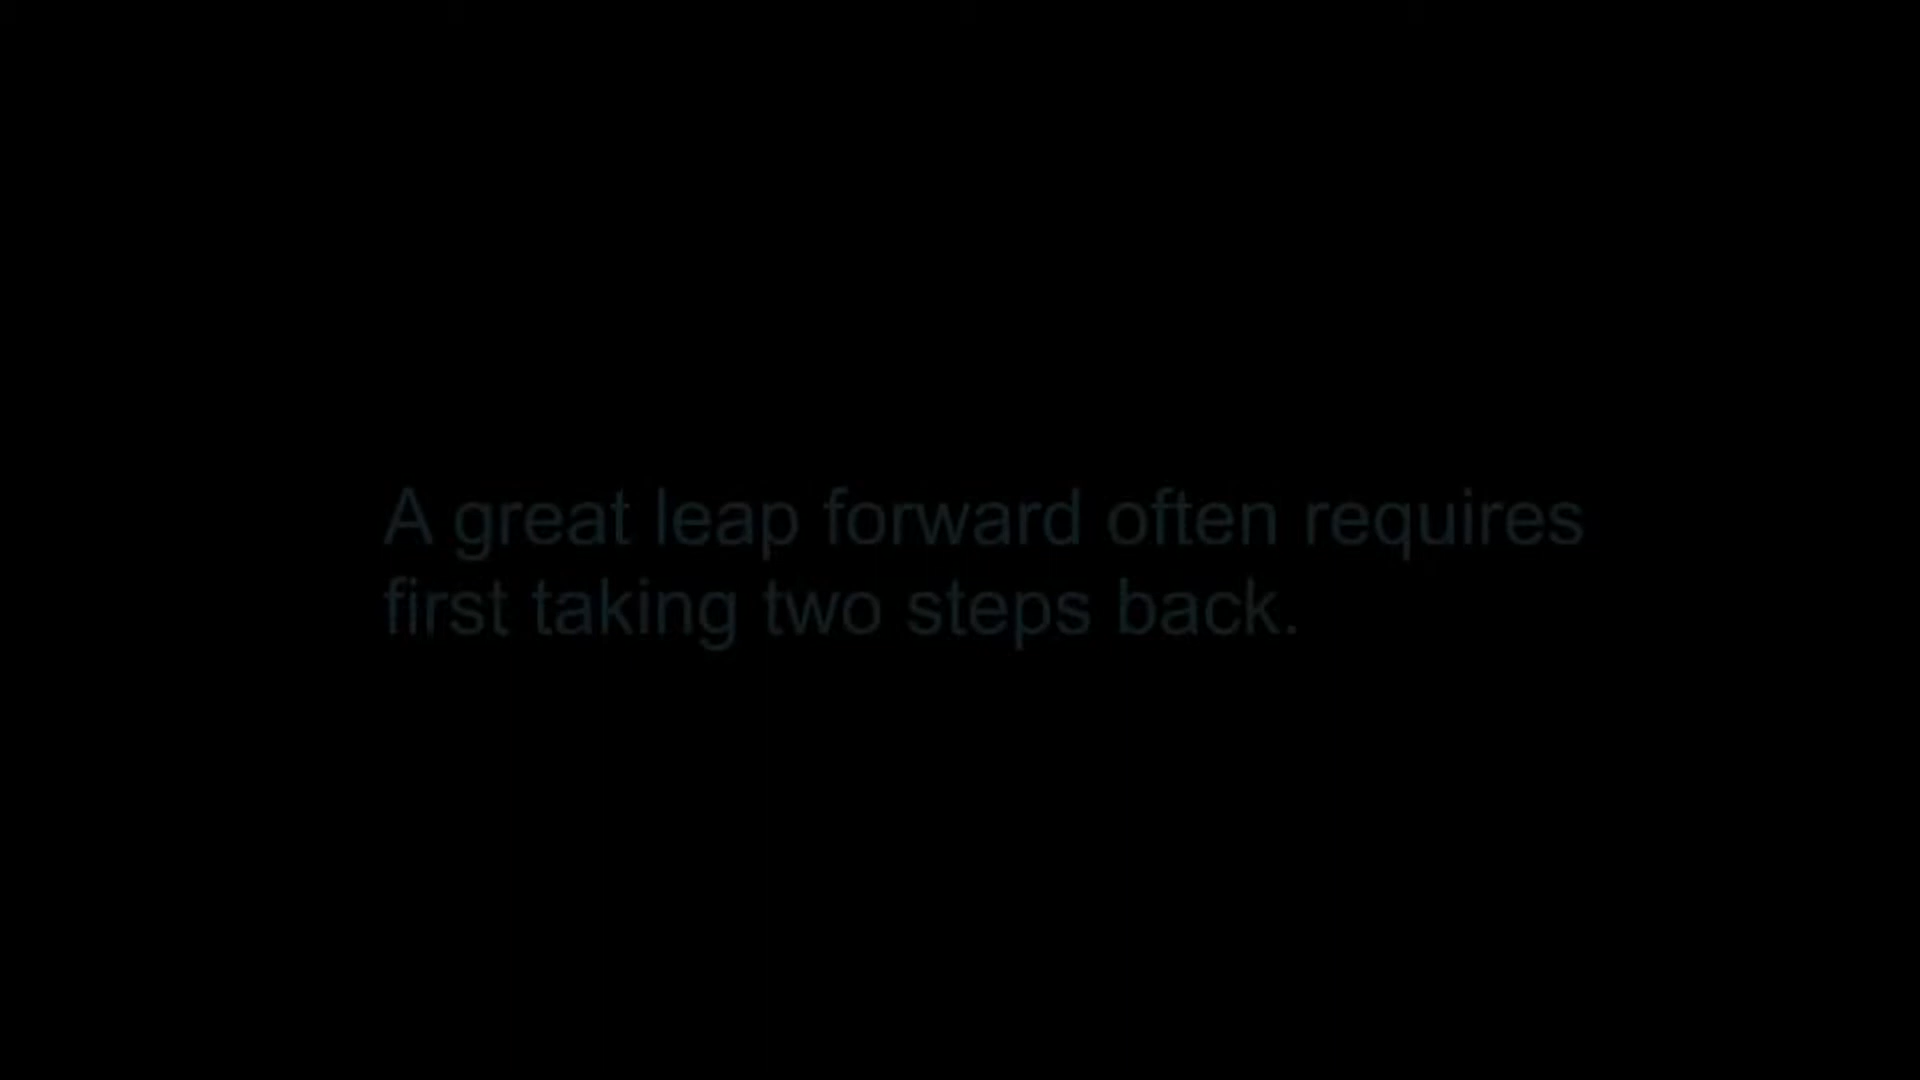 A great leap forward often requires
first taking two steps back.